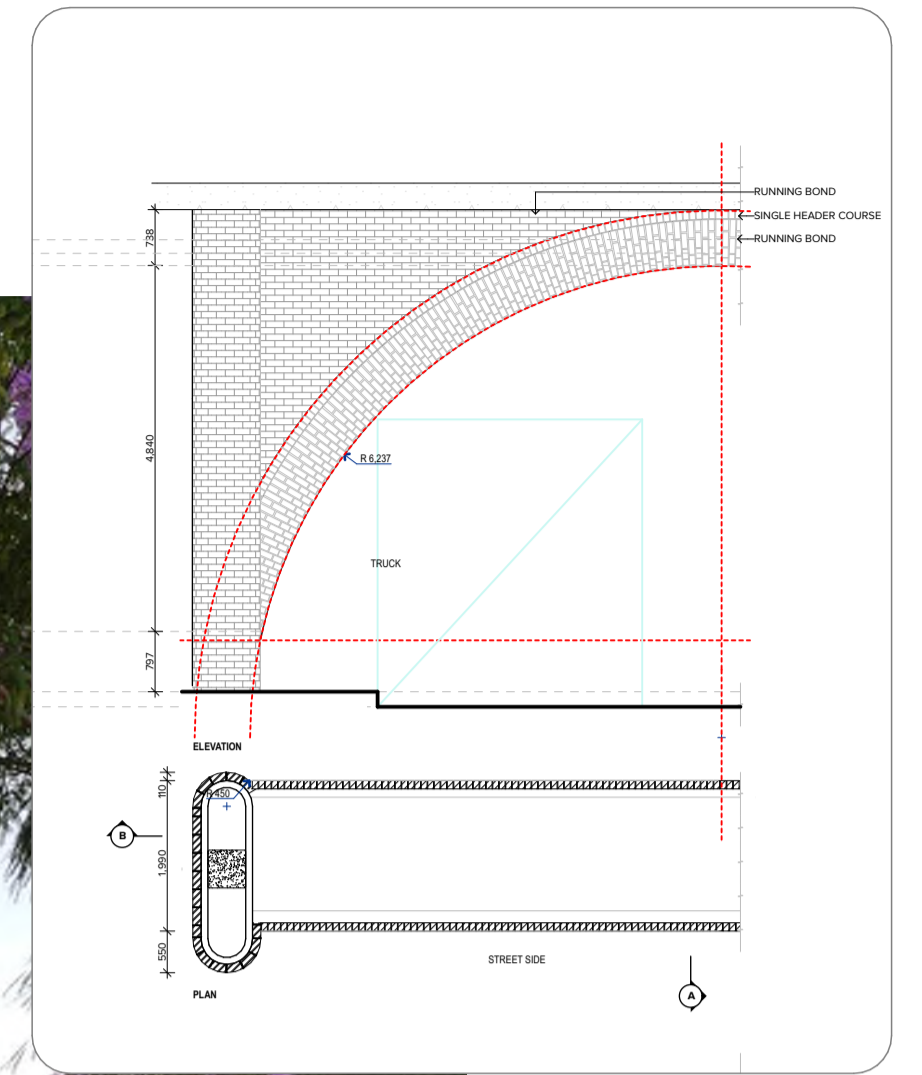 RUNNING BOND
SINGLE HEADER COURSE
RUNNING BOND
738
4.840
R 6,237
TRUCK
797
ELEVATION
110
R 450
B
1.990
550
STREET SIDE
PLAN
A